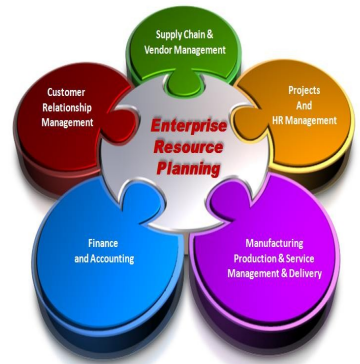 Supply Chain &
Vendor Management
Customer
Relationship
Management
Projects
And
HR Management
Enterprise
Resource
Planning
Finance
and Accounting
Manufacturing
Production & Service
Management & Delivery